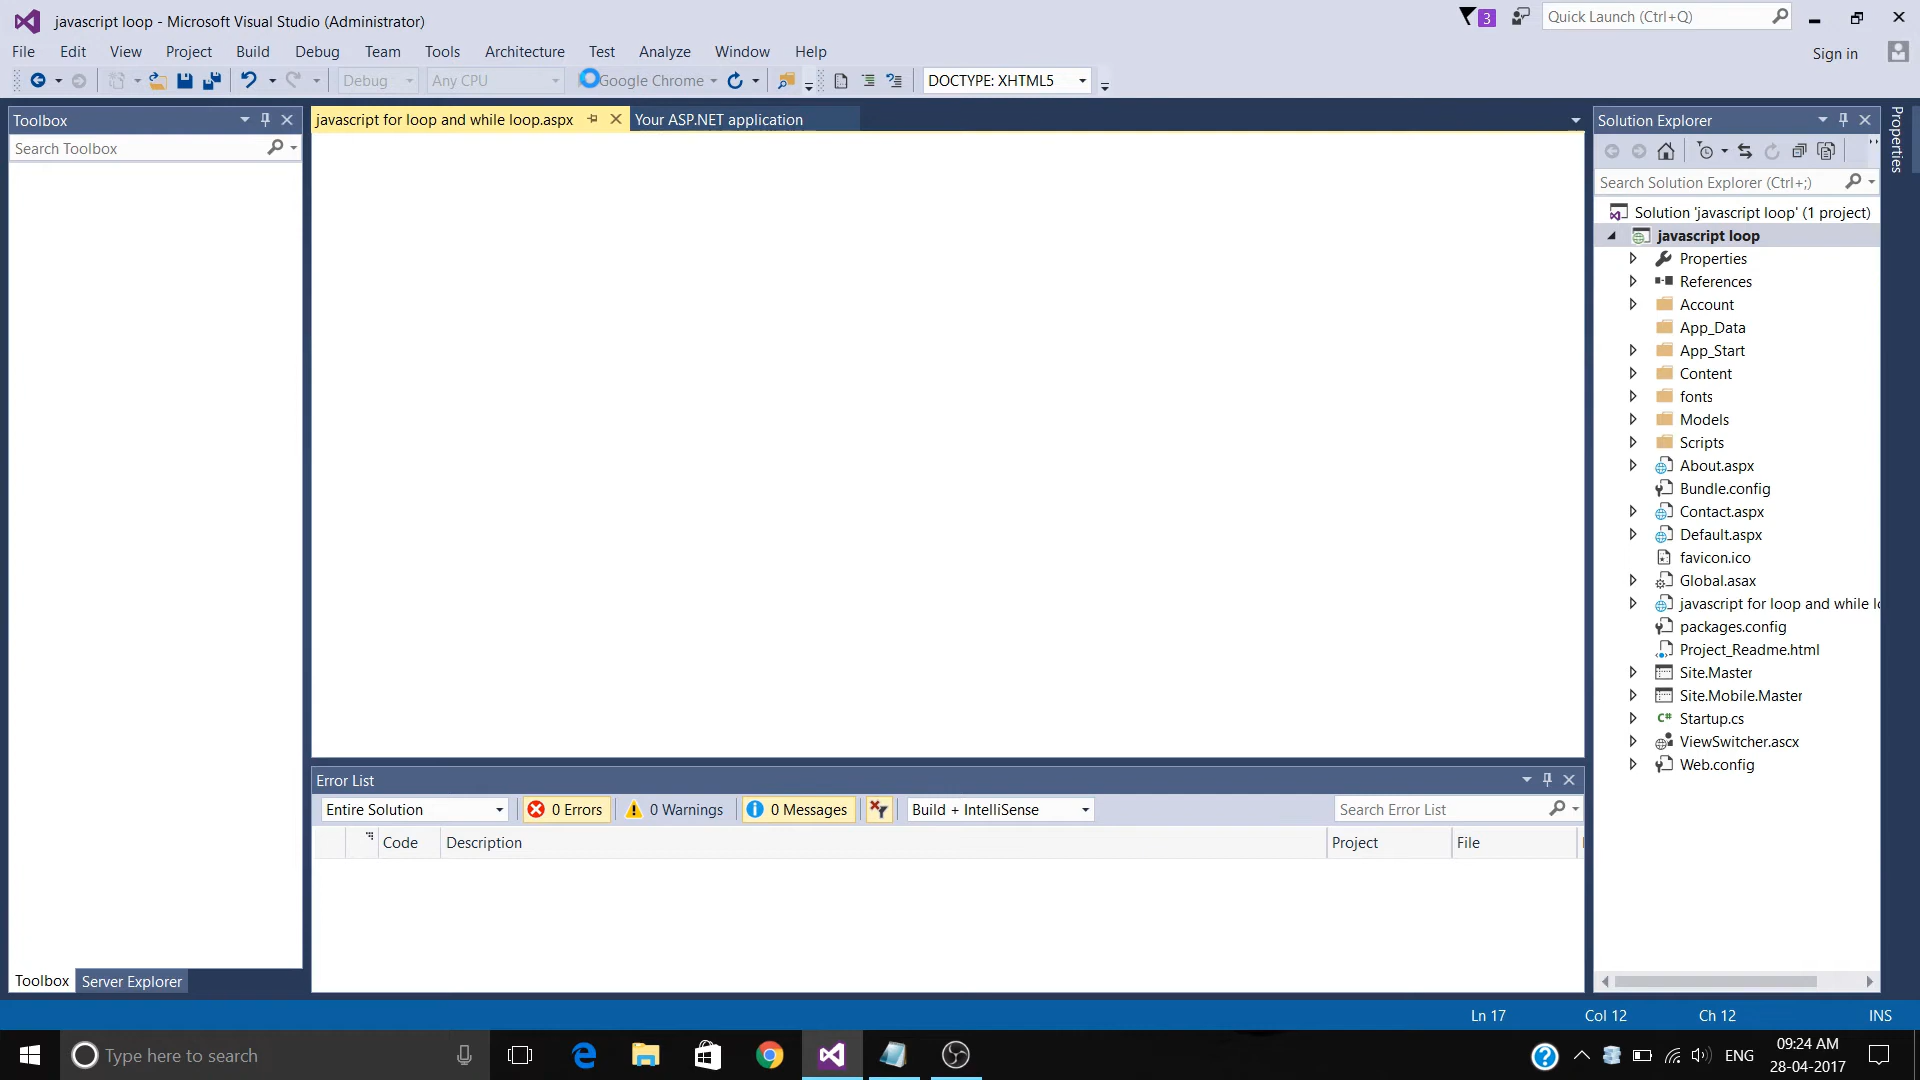 javascript loop - Microsoft Visual Studio (Administrator)
3
Quick Launch (Ctrl+Q)
File Edit View Project Build Debug Team Tools Architecture Test Analyze Window Help
Sign in
Debug Any CPU Google Chrome DOCTYPE: XHTML5
Toolbox
Search Toolbox
javascript for loop and while loop.aspx
Your ASP.NET application
Solution Explorer
Search Solution Explorer (Ctrl+;)
Solution 'javascript loop' (1 project)
javascript loop
Properties
References
Account
App_Data
App_Start
Content
fonts
Models
Scripts
About.aspx
Bundle.config
Contact.aspx
Default.aspx
favicon.ico
Global.asax
javascript for loop and while
packages.config
Project_Readme.html
Site.Master
Site.Mobile.Master
C# Startup.cs
ViewSwitcher.ascx
Web.config
Properties
Error List
Entire Solution 0 Errors 0 Warnings 0 Messages Build + IntelliSense Search Error List
Code Description Project File
Toolbox Server Explorer
Ln 17 Col 12 Ch 12 INS
Type here to search
ENG
09:24 AM
28-04-2017